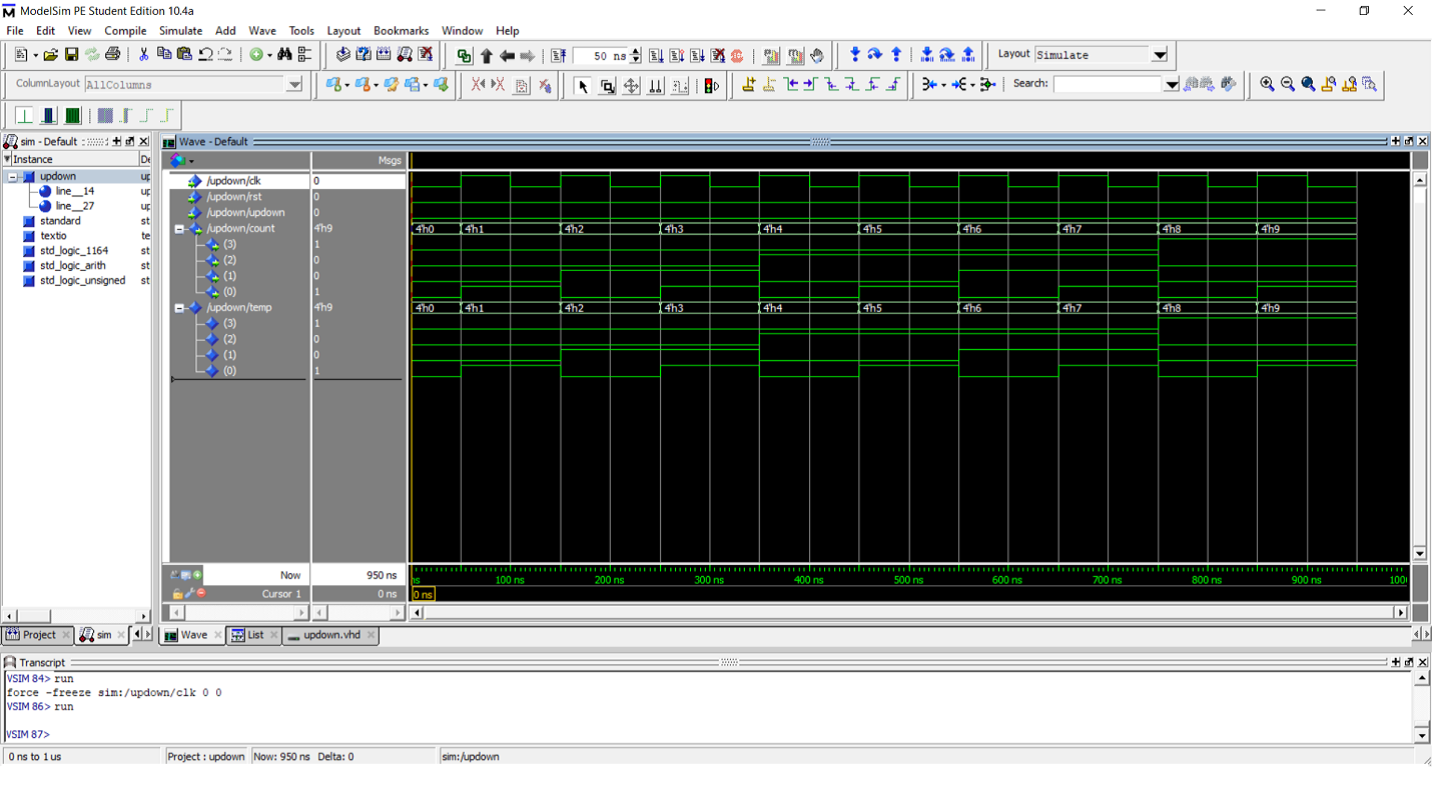 ModelSim PE Student Edition 10.4a
File Edit View Compile Simulate Add Wave Tools Layout Bookmarks Window Help
50 ns
Layout Simulate
ColumnLayout AllColumns
Search:
sim - Default
Wave - Default
Instance De
Msgs
updown up
line__14 up
line__27 up
standard st
textio te
std_logic_1164 st
std_logic_arith st
std_logic_unsigned st
/updown/clk 0
/updown/rst 0
/updown/updown 0
/updown/count 4'h9 4'h0 4'h1 4'h2 4'h3 4'h4 4'h5 4'h6 4'h7 4'h8 4'h9
(3) 1
(2) 0
(1) 0
(0) 1
/updown/temp 4'h9 4'h0 4'h1 4'h2 4'h3 4'h4 4'h5 4'h6 4'h7 4'h8 4'h9
(3) 1
(2) 0
(1) 0
(0) 1
Now 950 ns ns 100 ns 200 ns 300 ns 400 ns 500 ns 600 ns 700 ns 800 ns 900 ns 100
Cursor 1 0 ns 0 ns
Project sim Wave List updown.vhd
Transcript
VSIM 84> run
force -freeze sim:/updown/clk 0 0
VSIM 86> run
VSIM 87>
0 ns to 1 us Project : updown Now: 950 ns Delta: 0 sim:/updown